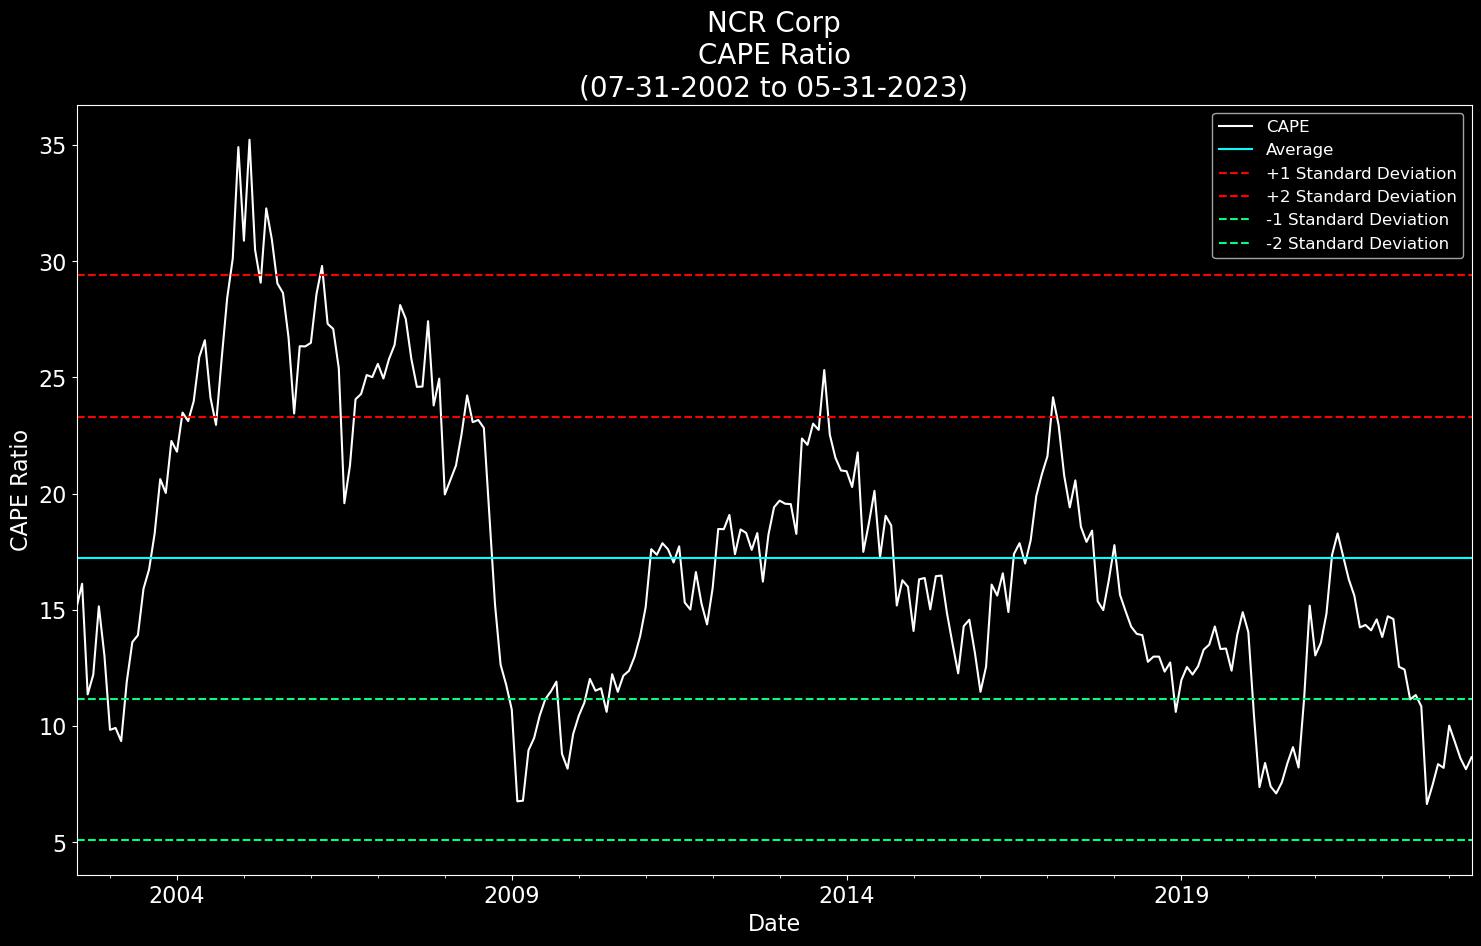 NCR Corp
CAPE Ratio
(07-31-2002 to 05-31-2023)
CAPE
Average
+1 Standard Deviation
+2 Standard Deviation
-1 Standard Deviation
-2 Standard Deviation
CAPE Ratio
35
30
25
20
15
10
5
2004
2009
2014
2019
Date